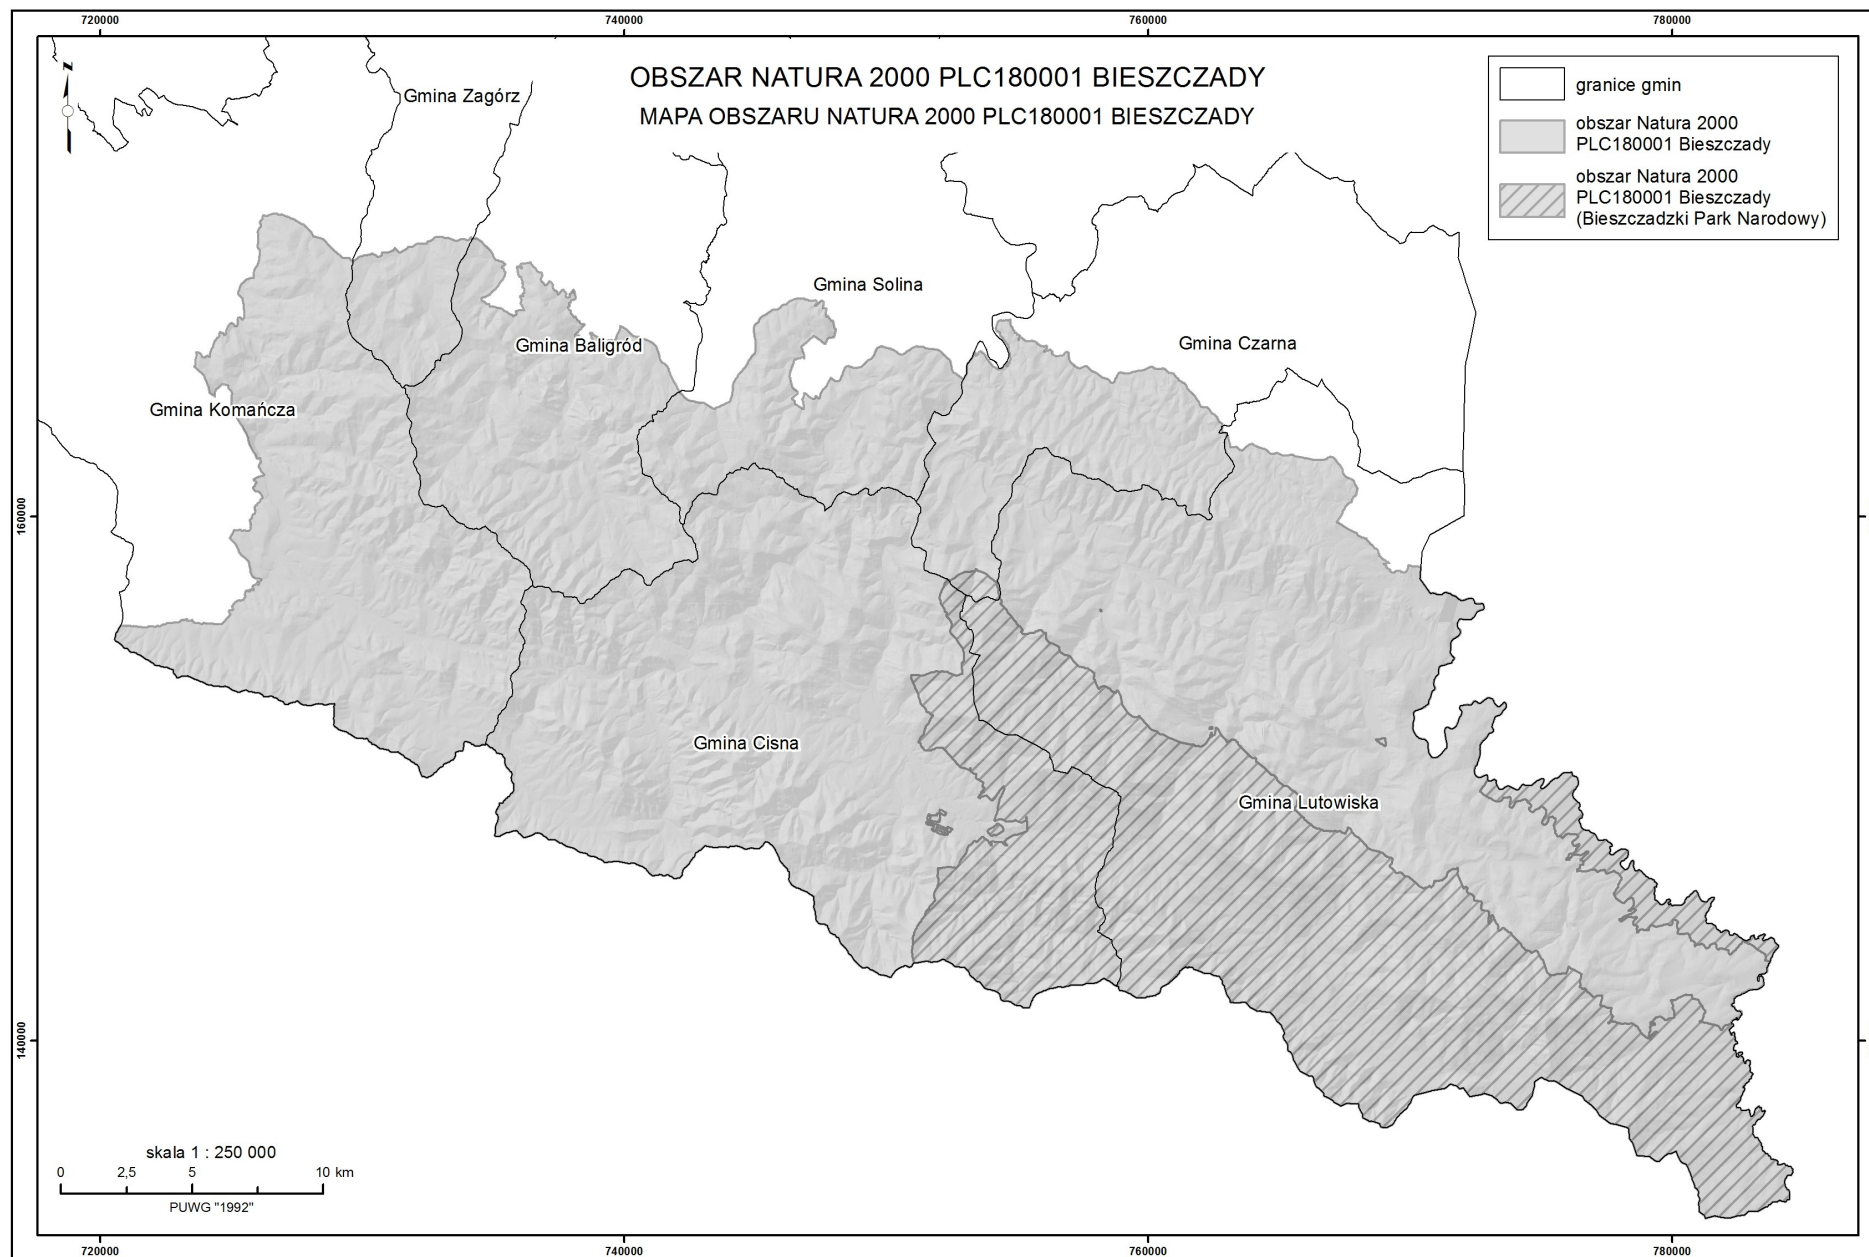 720000
740000
760000
780000
Z
OBSZAR NATURA 2000 PLC180001 BIESZCZADY
MAPA OBSZARU NATURA 2000 PLC180001 BIESZCZADY
granice gmin
obszar Natura 2000
PLC180001 Bieszczady
obszar Natura 2000
PLC180001 Bieszczady
(Bieszczadzki Park Narodowy)
Gmina Zagórz
Gmina Solina
Gmina Baligród
Gmina Czarna
Gmina Komańcza
160000
160000
Gmina Cisna
Gmina Lutowiska
140000
140000
skala 1 : 250 000
0 2,5 5 10 km
PUWG "1992"
720000
740000
760000
780000